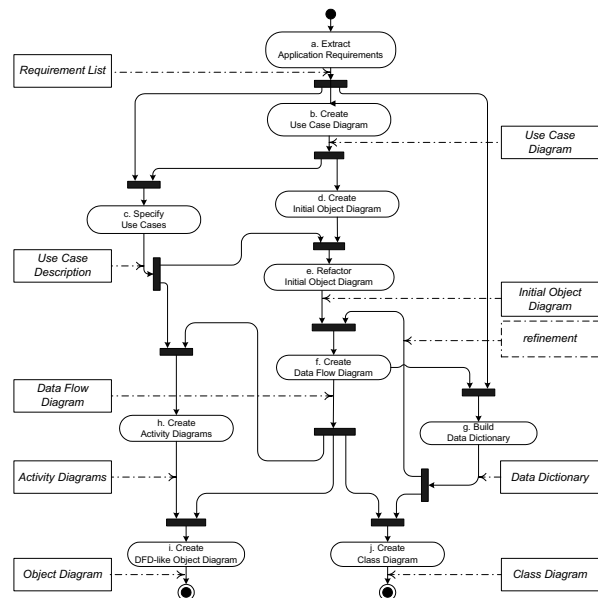 a. Extract
Application Requirements
Requirement List
b. Create
Use Case Diagram
Use Case
Diagram
c. Specify
Use Cases
d. Create
Initial Object Diagram
Use Case
Description
e. Refactor
Initial Object Diagram
Initial Object
Diagram
refinement
f. Create
Data Flow Diagram
Data Flow
Diagram
h. Create
Activity Diagrams
g. Build
Data Dictionary
Activity Diagrams
Data Dictionary
i. Create
DFD-like Object Diagram
j. Create
Class Diagram
Object Diagram
Class Diagram